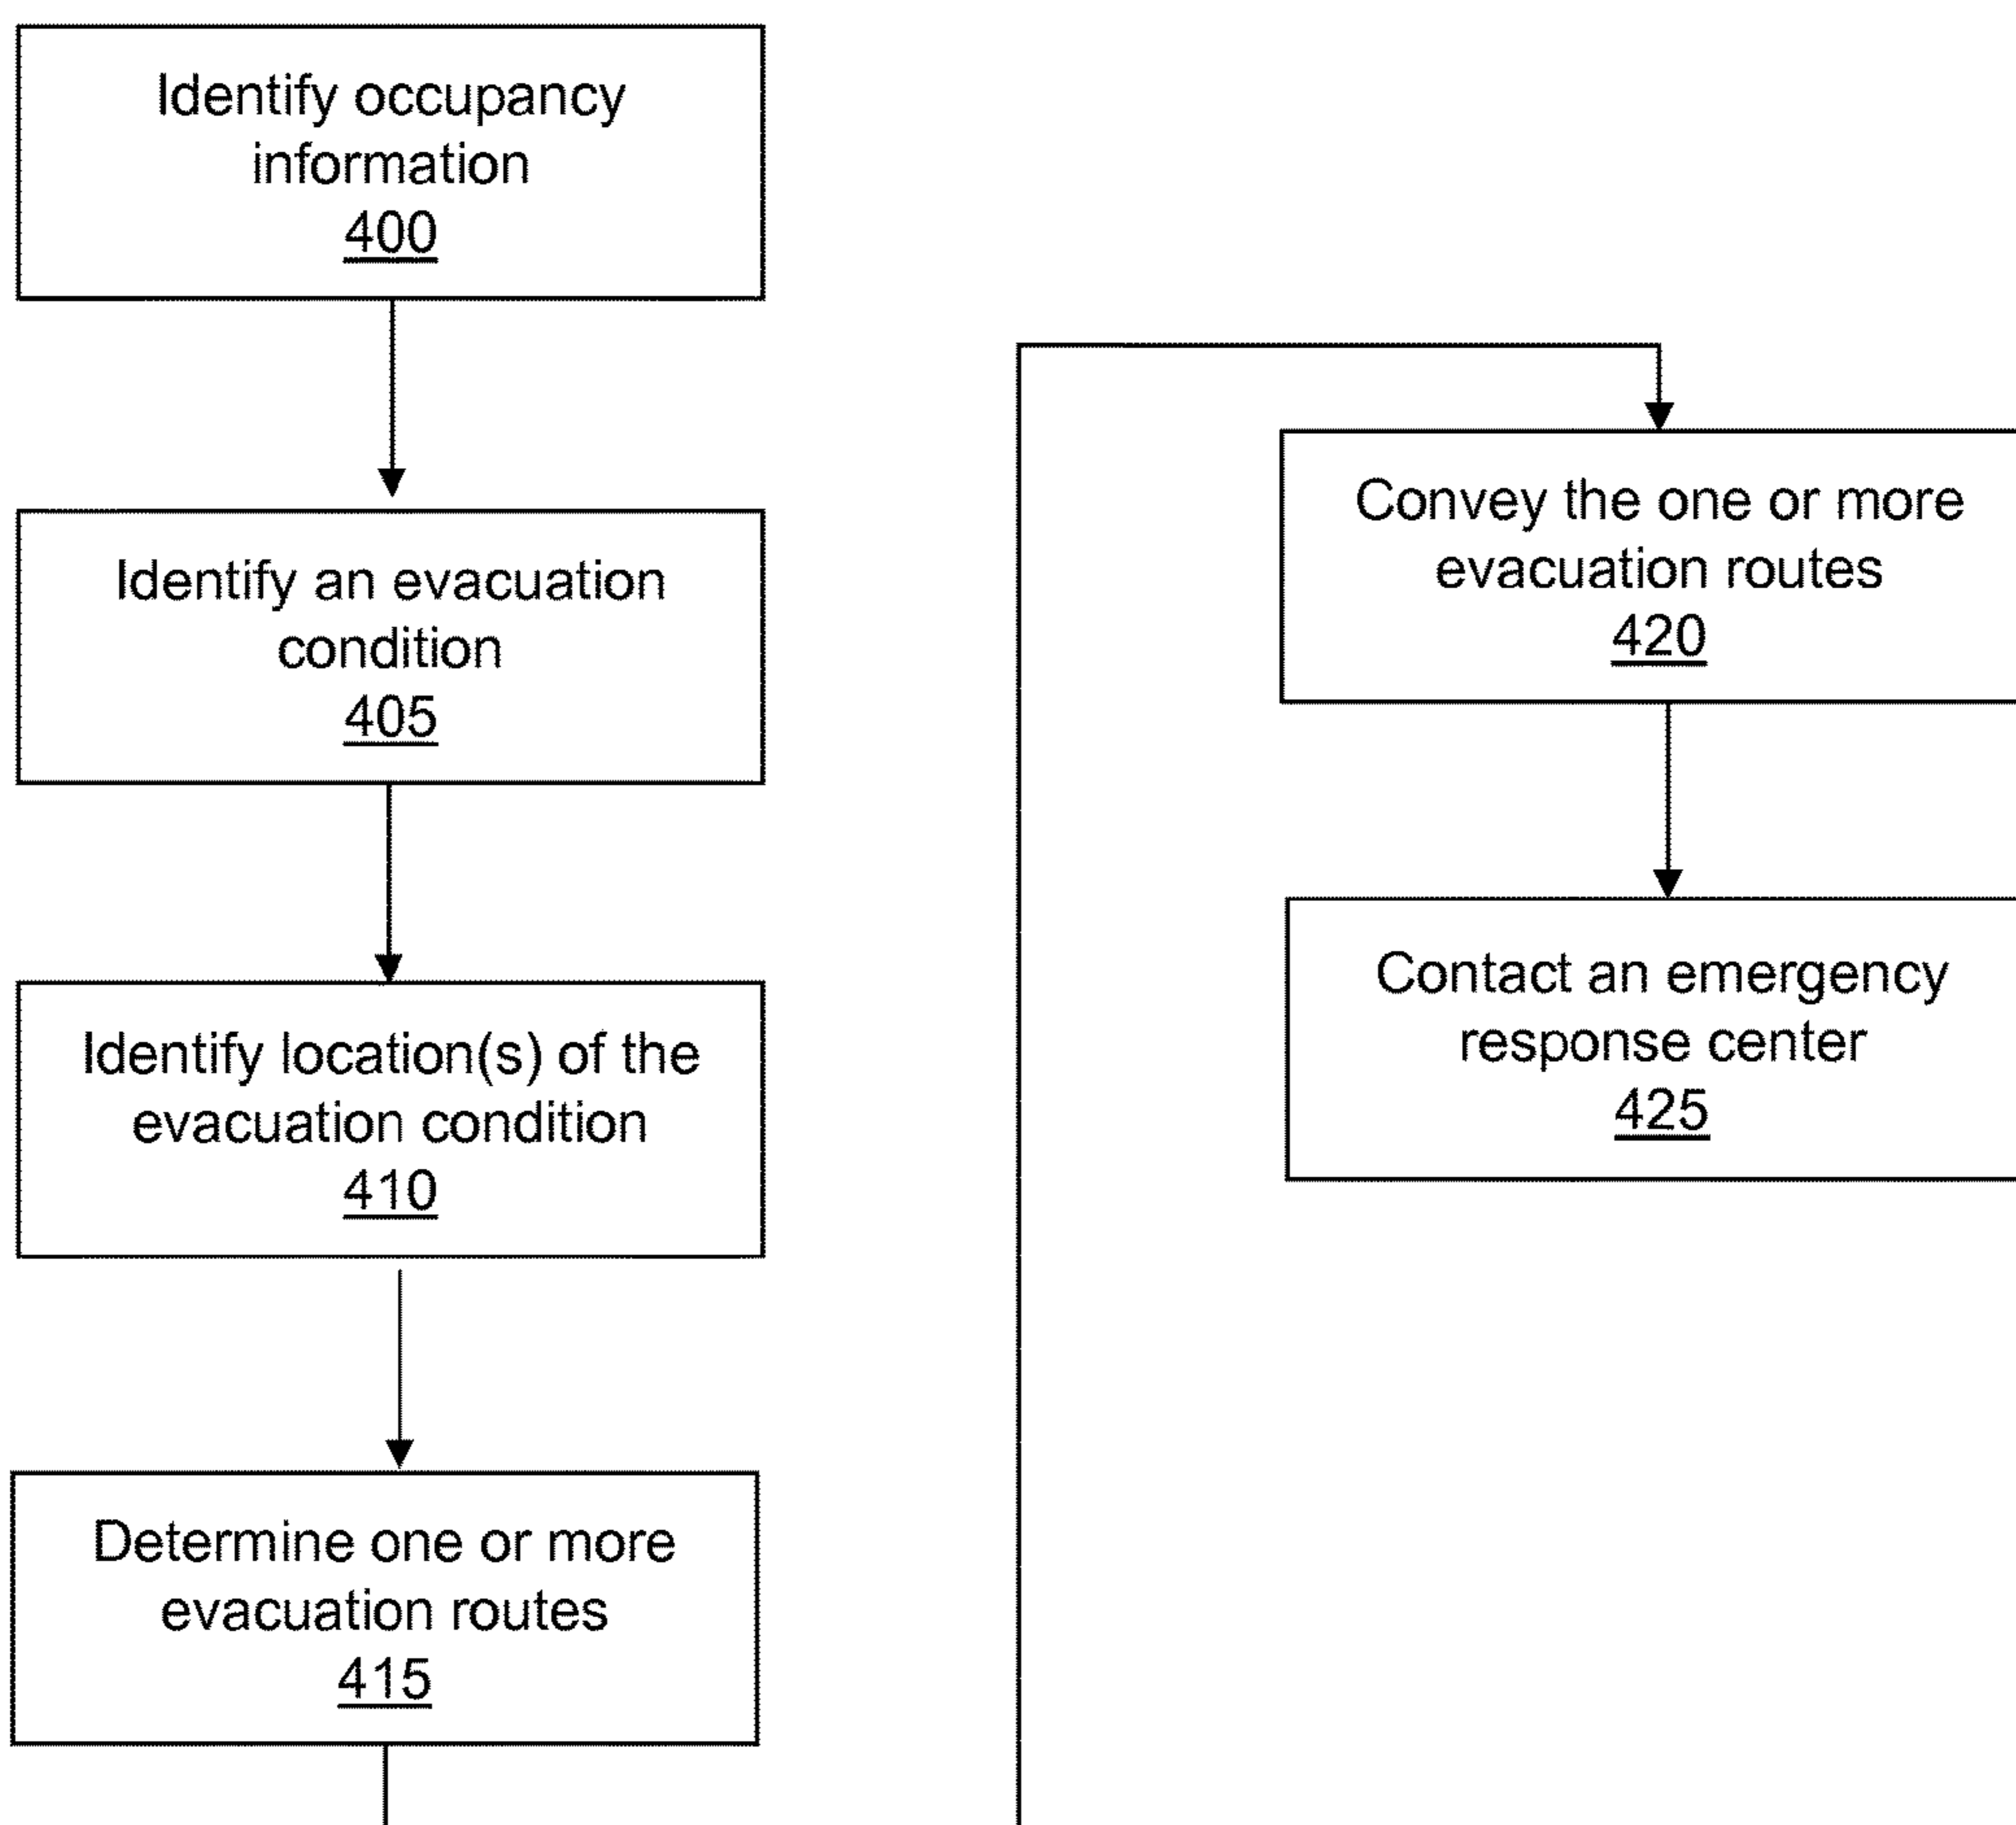 Identify occupancy
information
400
Identify an evacuation
condition
405
Identify location(s) of the
evacuation condition
410
Determine one or more
evacuation routes
415
Convey the one or more
evacuation routes
420
Contact an emergency
response center
425